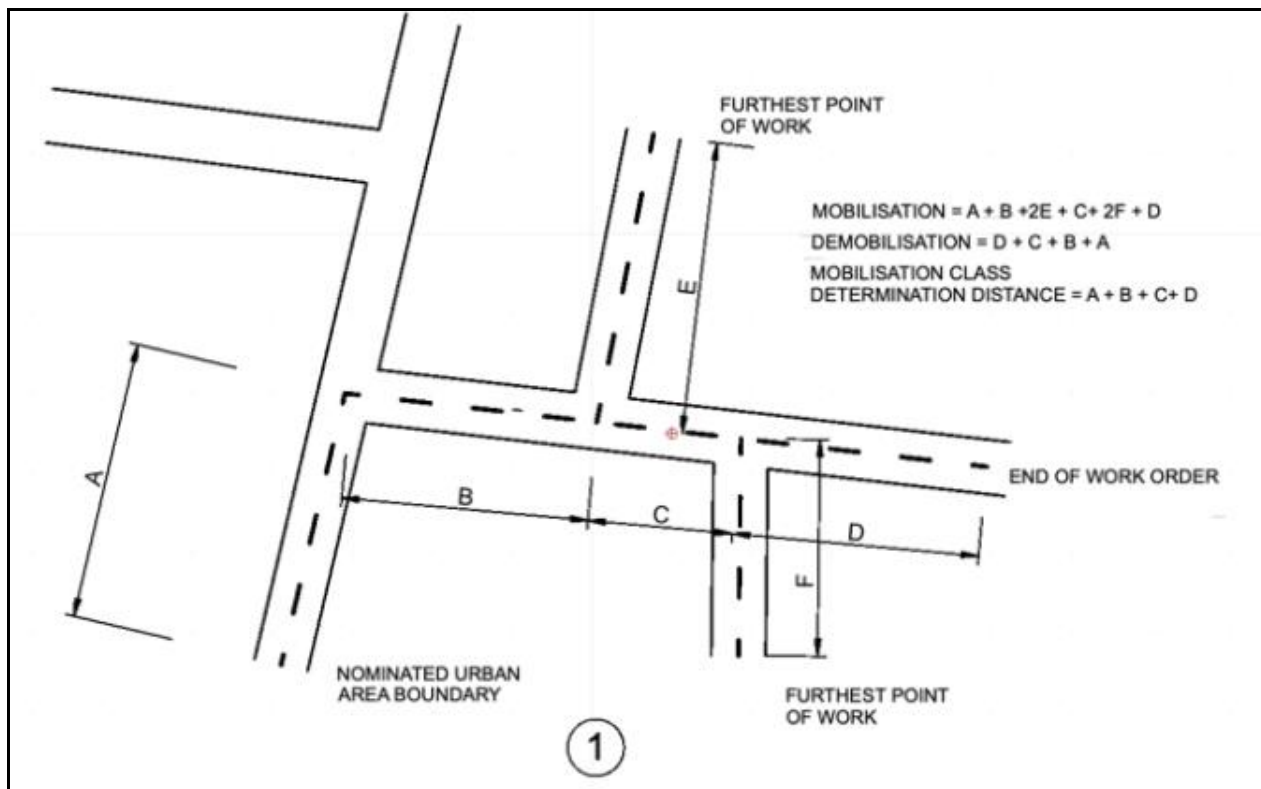 FURTHEST POINT
OF WORK
MOBILISATION = A + B +2E + C+ 2F + D
DEMOBILISATION = D + C + B + A
MOBILISATION CLASS
DETERMINATION DISTANCE = A + B + C+ D
E
A
B
C
D
END OF WORK ORDER
F
NOMINATED URBAN
AREA BOUNDARY
FURTHEST POINT
OF WORK
1